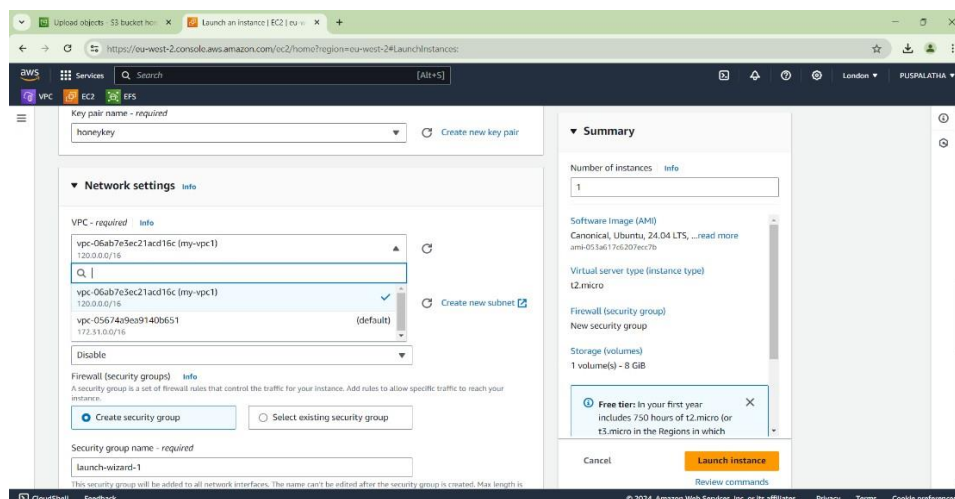 Upload objects - S3 bucket hon
Launch an instance | EC2 | eu-w
https://eu-west-2.console.aws.amazon.com/ec2/home?region=eu-west-2#LaunchInstances:
aws Services Search [Alt+S] London PUSPALATHA
VPC EC2 EFS
Key pair name - required
honeykey Create new key pair
Network settings Info
VPC - required Info
vpc-06ab7e3ec21acd16c (my-vpc1)
120.0.0.0/16
vpc-06ab7e3ec21acd16c (my-vpc1)
120.0.0.0/16
Create new subnet
vpc-05674a9ea9140b651 (default)
172.31.0.0/16
Disable
Firewall (security groups) Info
A security group is a set of firewall rules that control the traffic for your instance. Add rules to allow specific traffic to reach your
instance.
Create security group Select existing security group
Security group name - required
launch-wizard-1
This security group will be added to all network interfaces. The name can't be edited after the security group is created. Max length is
Summary
Number of instances Info
1
Software Image (AMI)
Canonical, Ubuntu, 24.04 LTS, ...read more
ami-053a617c6207ecc7b
Virtual server type (instance type)
t2.micro
Firewall (security group)
New security group
Storage (volumes)
1 volume(s) - 8 GiB
Free tier: In your first year
includes 750 hours of t2.micro (or
t3.micro in the Regions in which
Cancel Launch instance
Review commands
CloudShell Feedback © 2024, Amazon Web Services, Inc. or its affiliates. Privacy Terms Cookie preferences